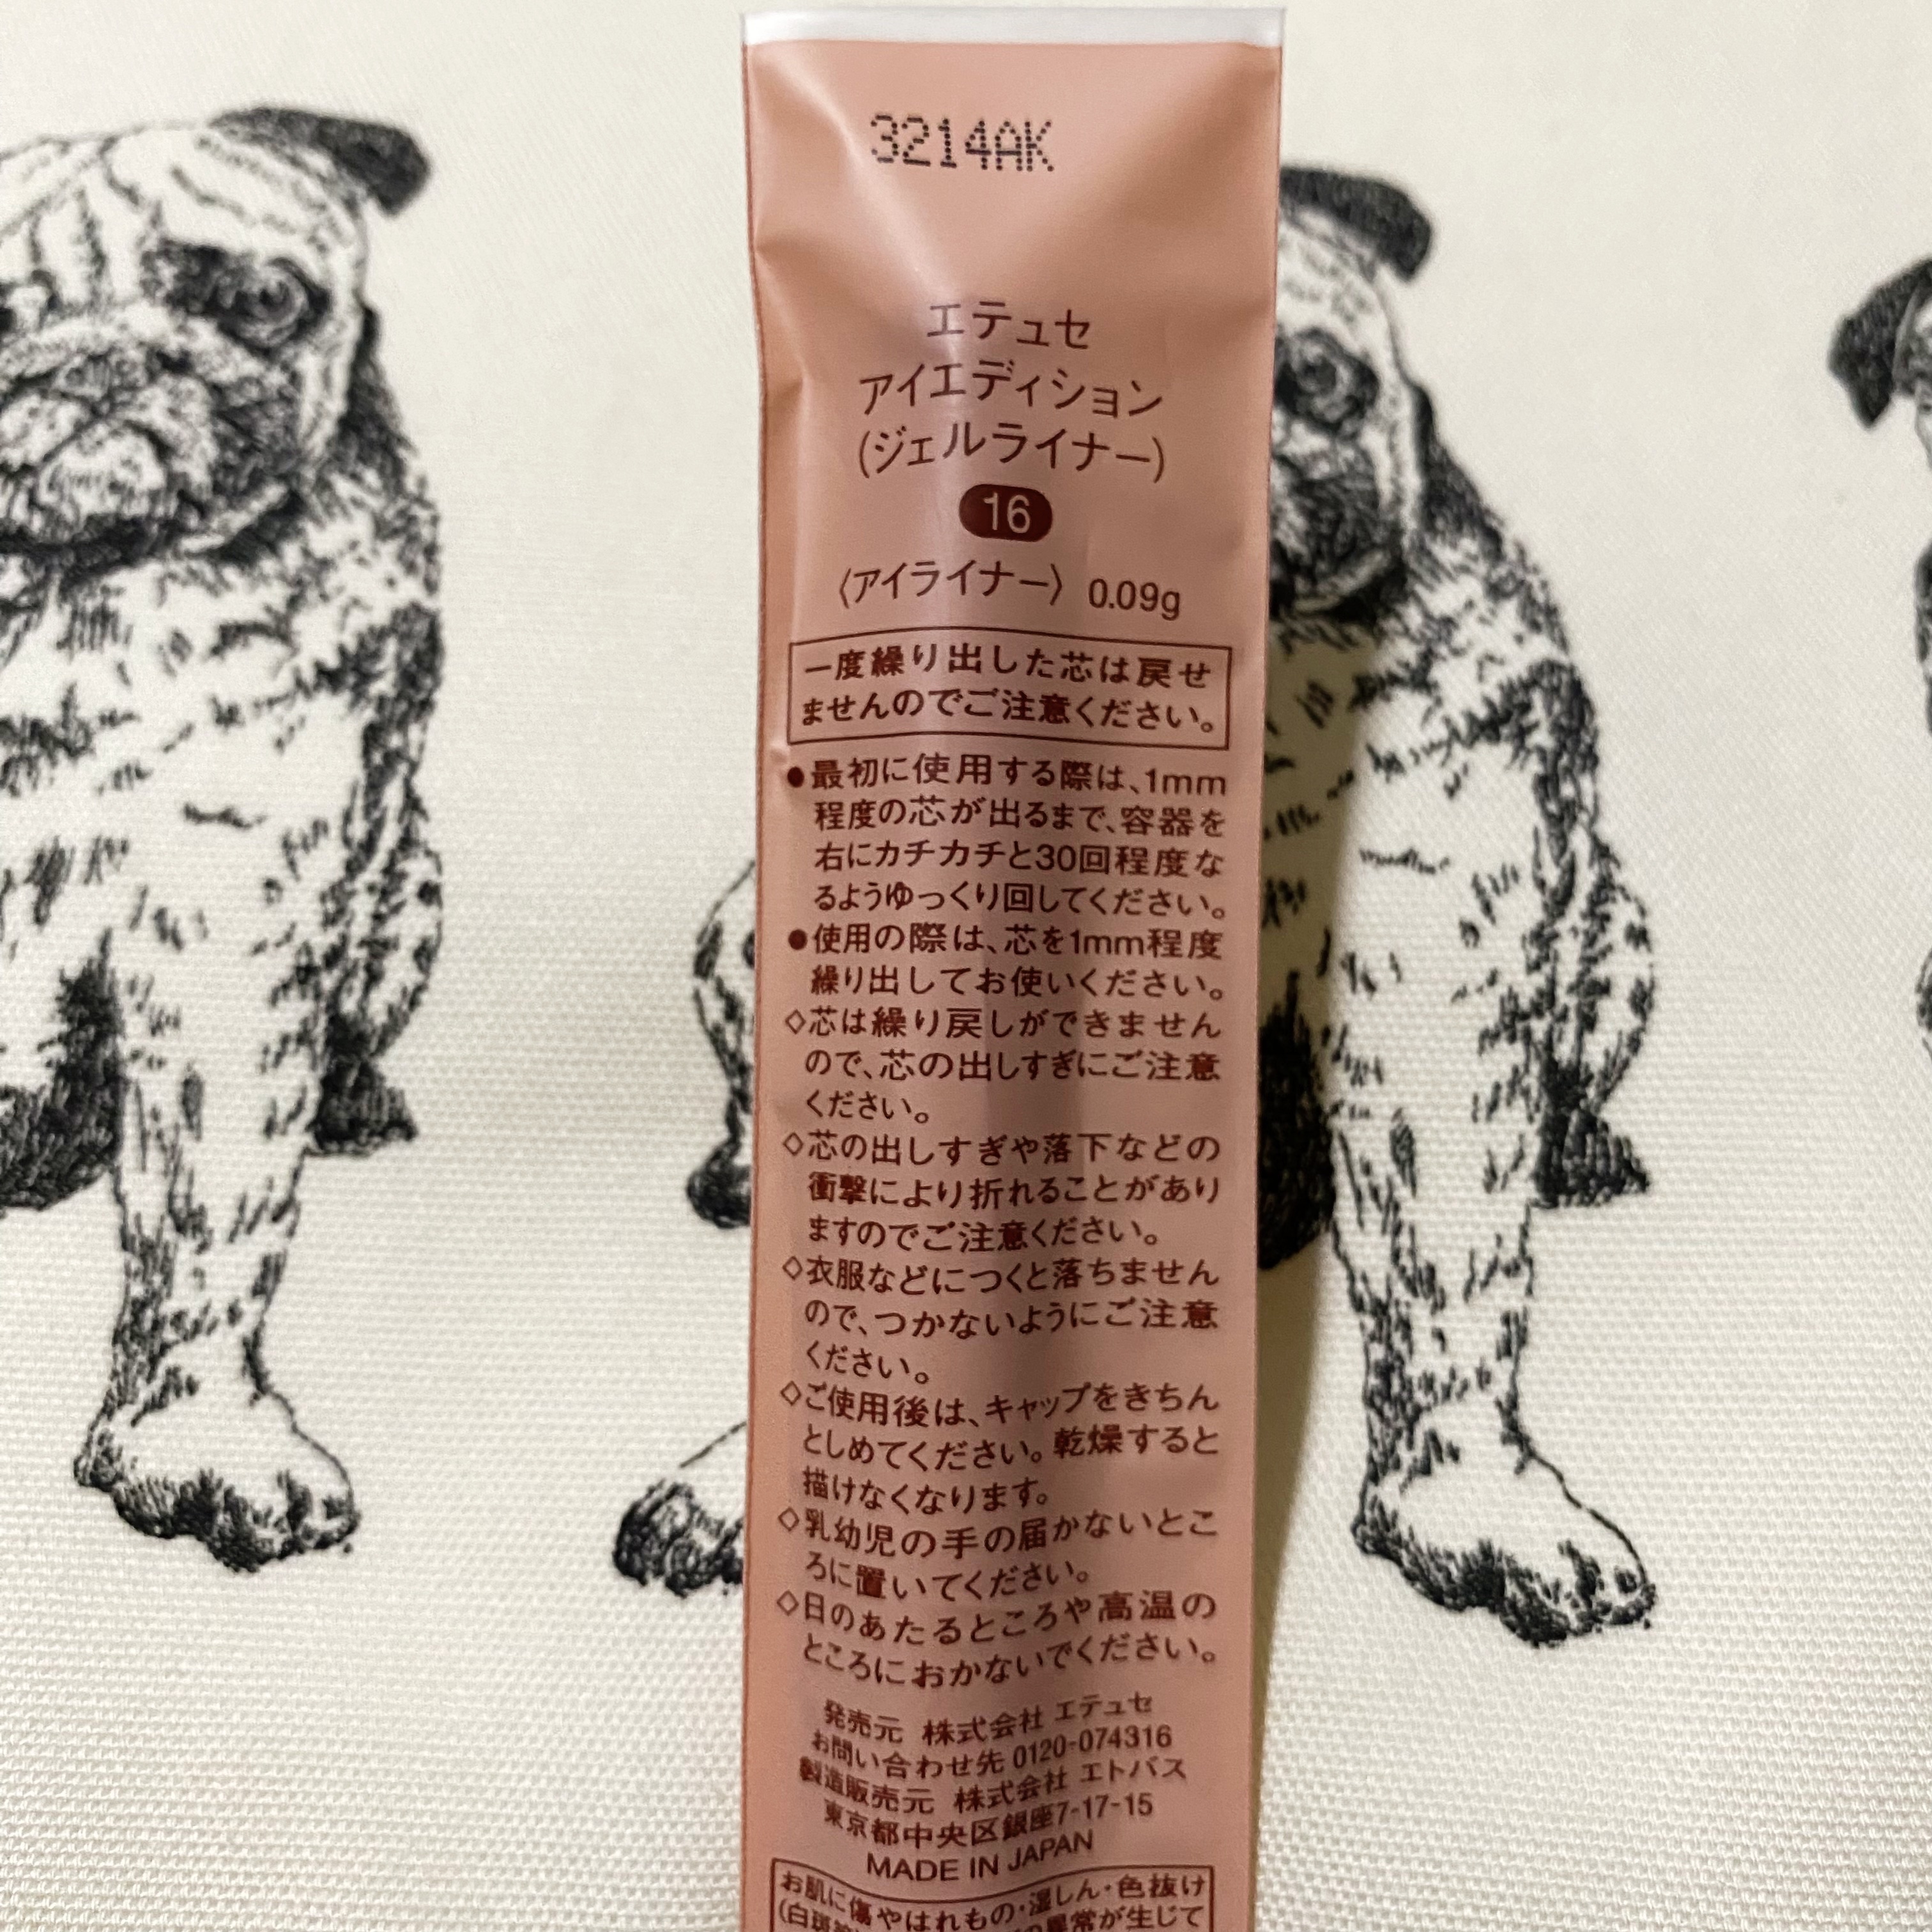 3214AK
エテュセ
アイエディション
(ジェルライナー)
16
〈アイライナー〉 0.09g
一度繰り出した芯は戻せ
ませんのでご注意ください。
●最初に使用する際は、1mm
程度の芯が出るまで、容器を
右にカチカチと30回程度な
るようゆっくり回してください。
●使用の際は、芯を1mm程度
繰り出してお使いください。
◇芯は繰り戻しができません
ので、芯の出しすぎにご注意
ください。
◇芯の出しすぎや落下などの
衝撃により折れることがあり
ますのでご注意ください。
◇衣服などにつくと落ちません
ので、つかないようにご注意
ください。
◇ご使用後は、キャップをきちん
としめてください。乾燥すると
描けなくなります。
◇乳幼児の手の届かないとこ
ろに置いてください。
◇日のあたるところや高温の
ところにおかないでください。
発売元 株式会社 エテュセ
お問い合わせ先 0120-074316
製造販売元 株式会社 エトバス
東京都中央区銀座7-17-15
MADE IN JAPAN
お肌に傷やはれもの・湿しん・色抜け
(白斑 異常が生じて